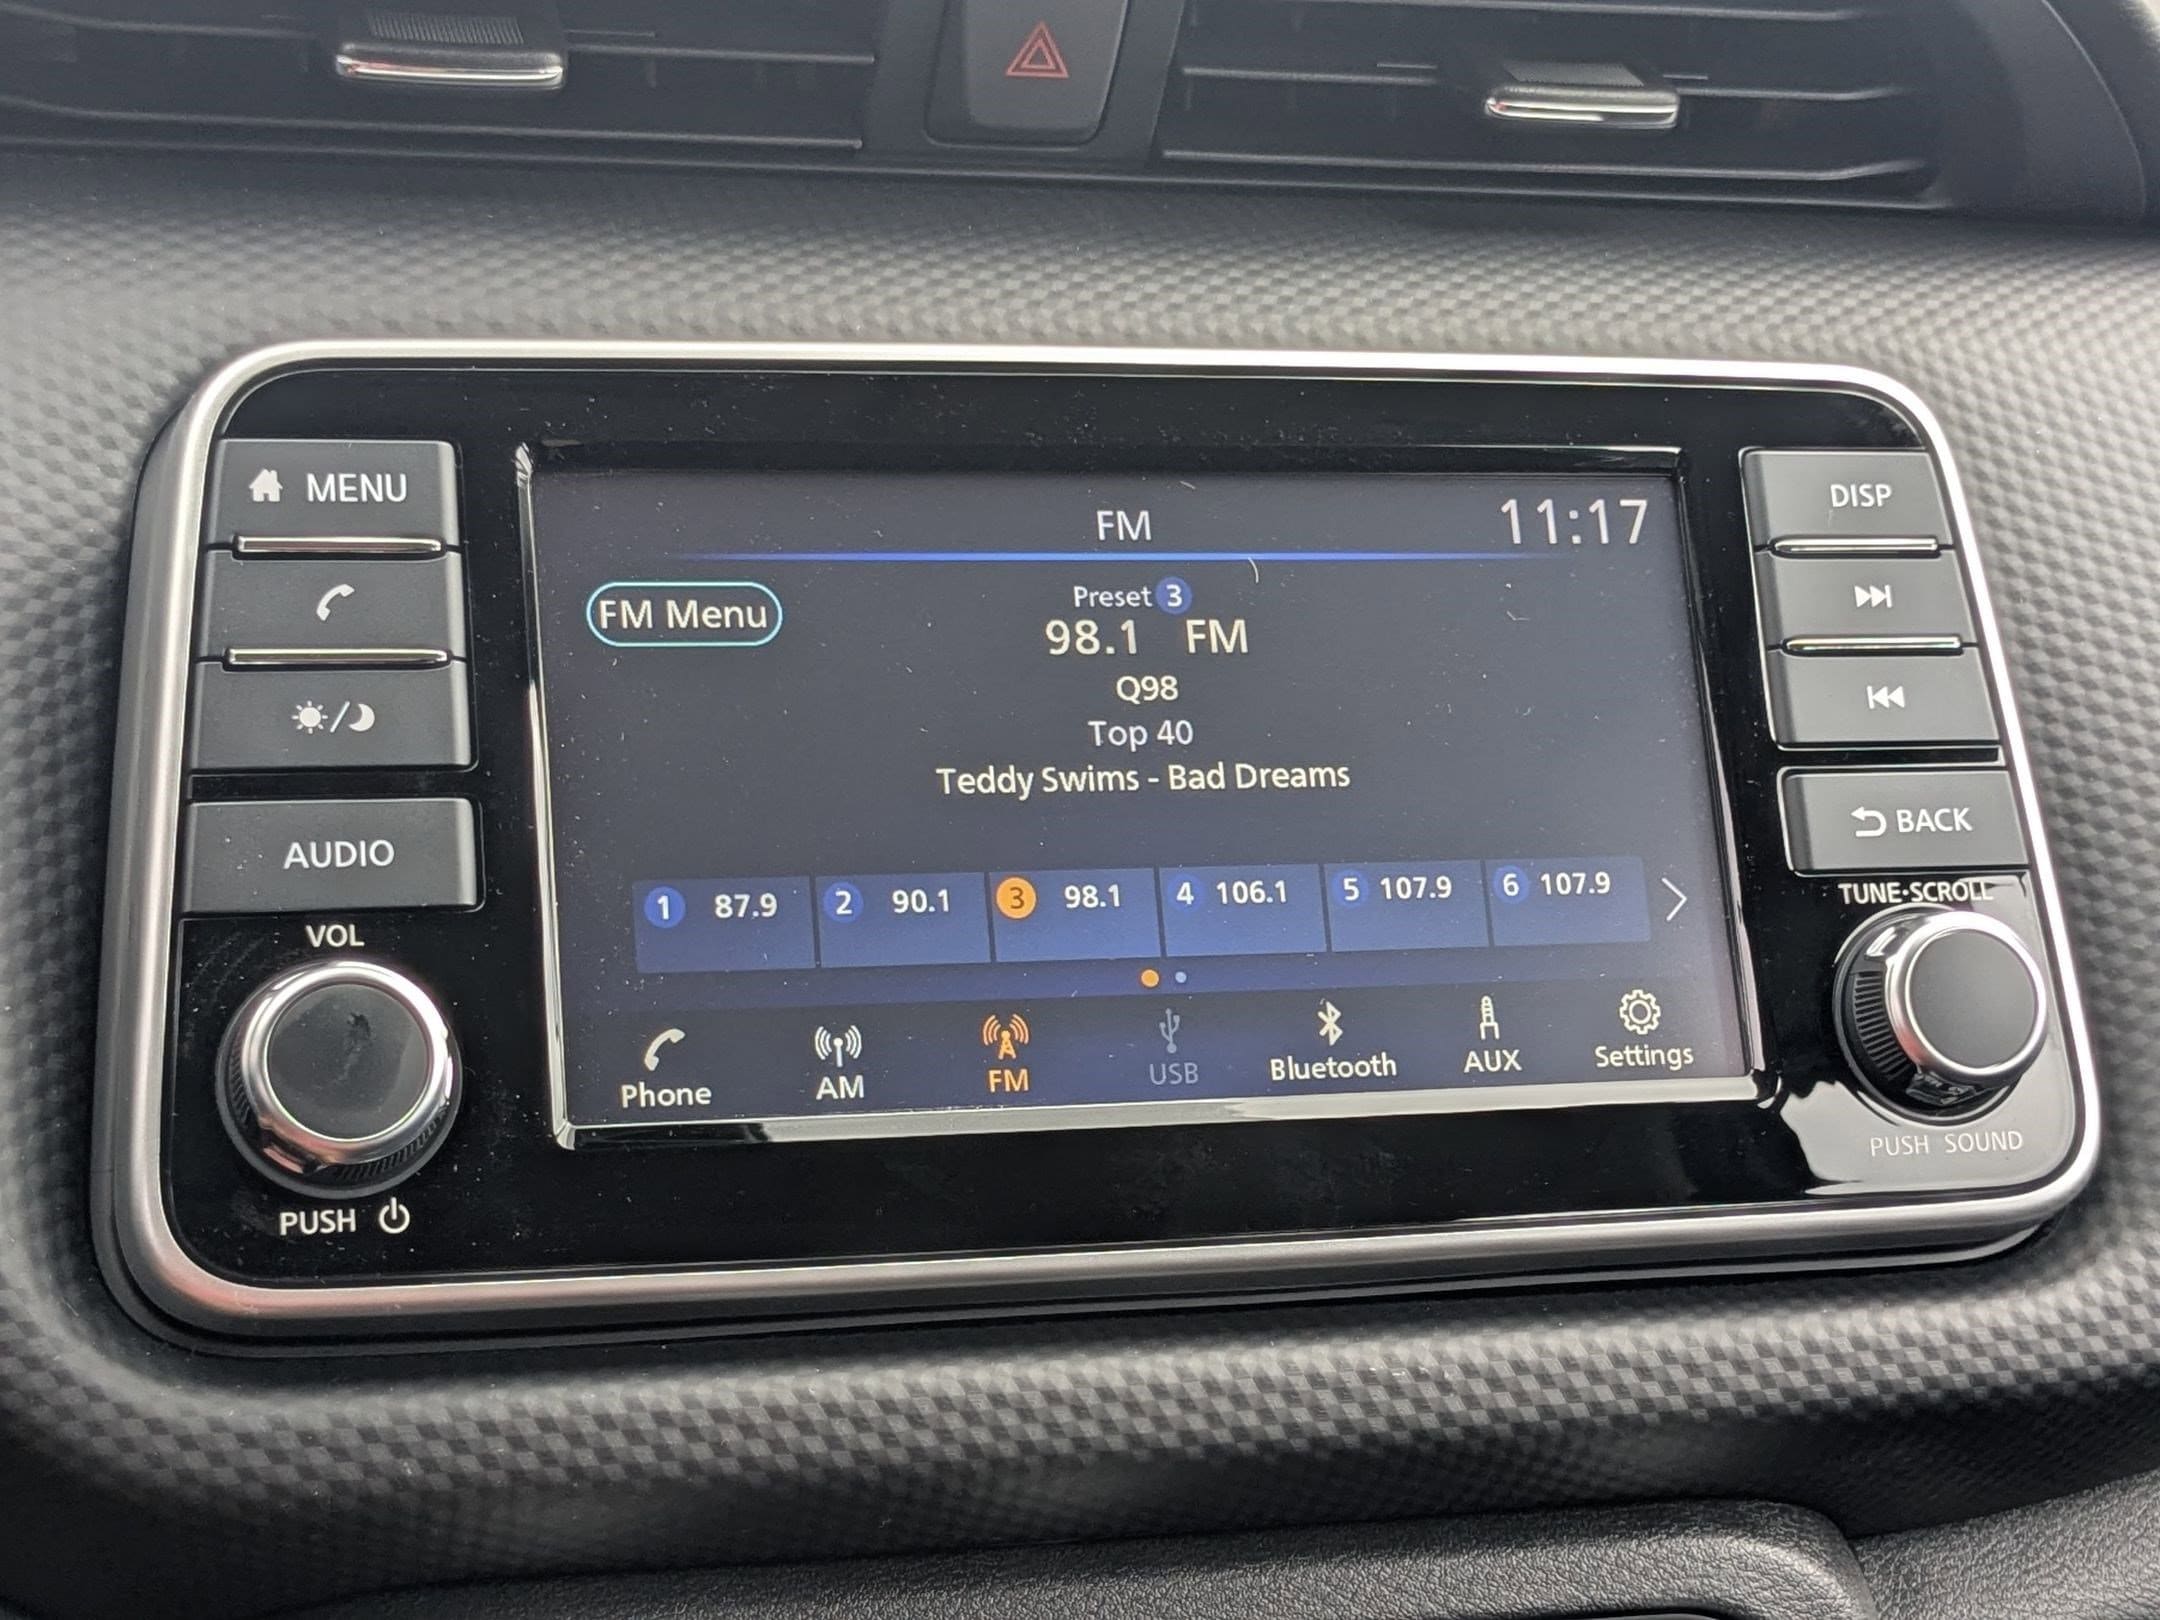 MENU
AUDIO
VOL
PUSH
FM
11:17
FM Menu
Preset 3
98.1 FM
Q98
Top 40
Teddy Swims - Bad Dreams
1 87.9 2 90.1 3 98.1 4 106.1 5 107.9 6 107.9
Phone AM FM USB Bluetooth AUX Settings
DISP
BACK
TUNE·SCROLL
PUSH SOUND